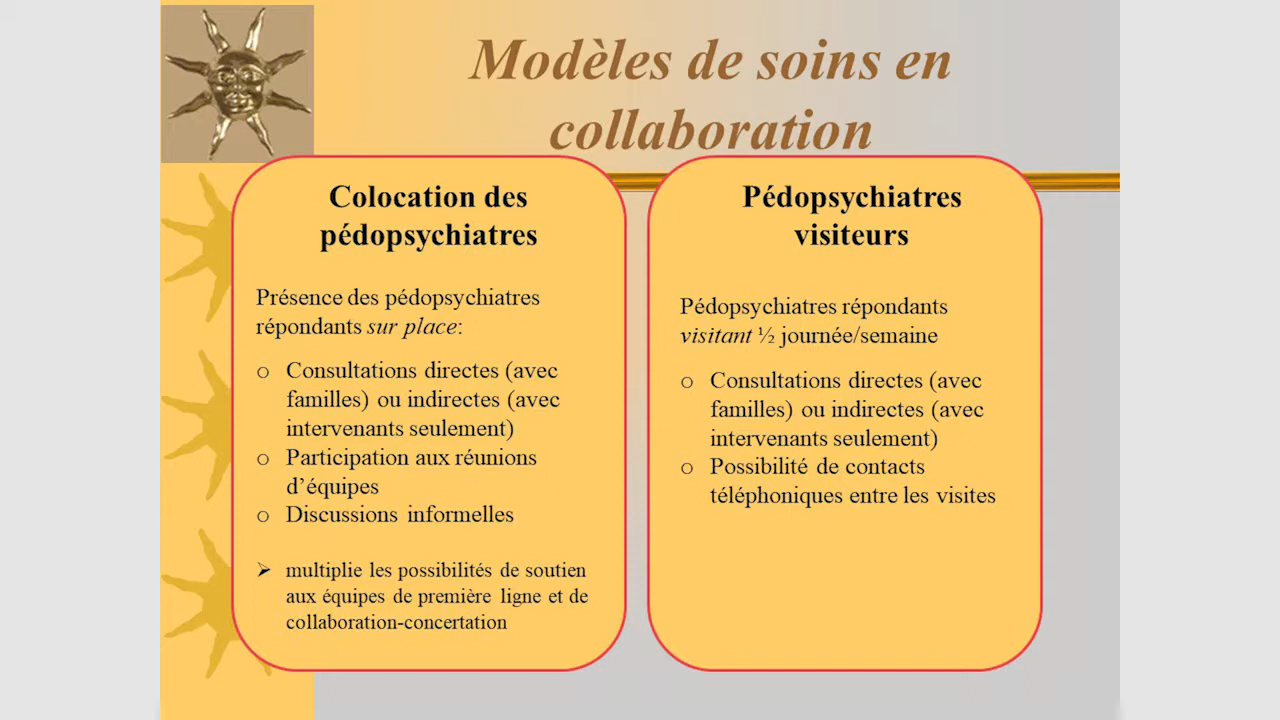 Modèles de soins en
collaboration
Colocation des
pédopsychiatres
Présence des pédopsychiatres
répondants sur place:
o Consultations directes (avec
familles) ou indirectes (avec
intervenants seulement)
o Participation aux réunions
d’équipes
o Discussions informelles
➢ multiplie les possibilités de soutien
aux équipes de première ligne et de
collaboration-concertation
Pédopsychiatres
visiteurs
Pédopsychiatres répondants
visitant ½ journée/semaine
o Consultations directes (avec
familles) ou indirectes (avec
intervenants seulement)
o Possibilité de contacts
téléphoniques entre les visites